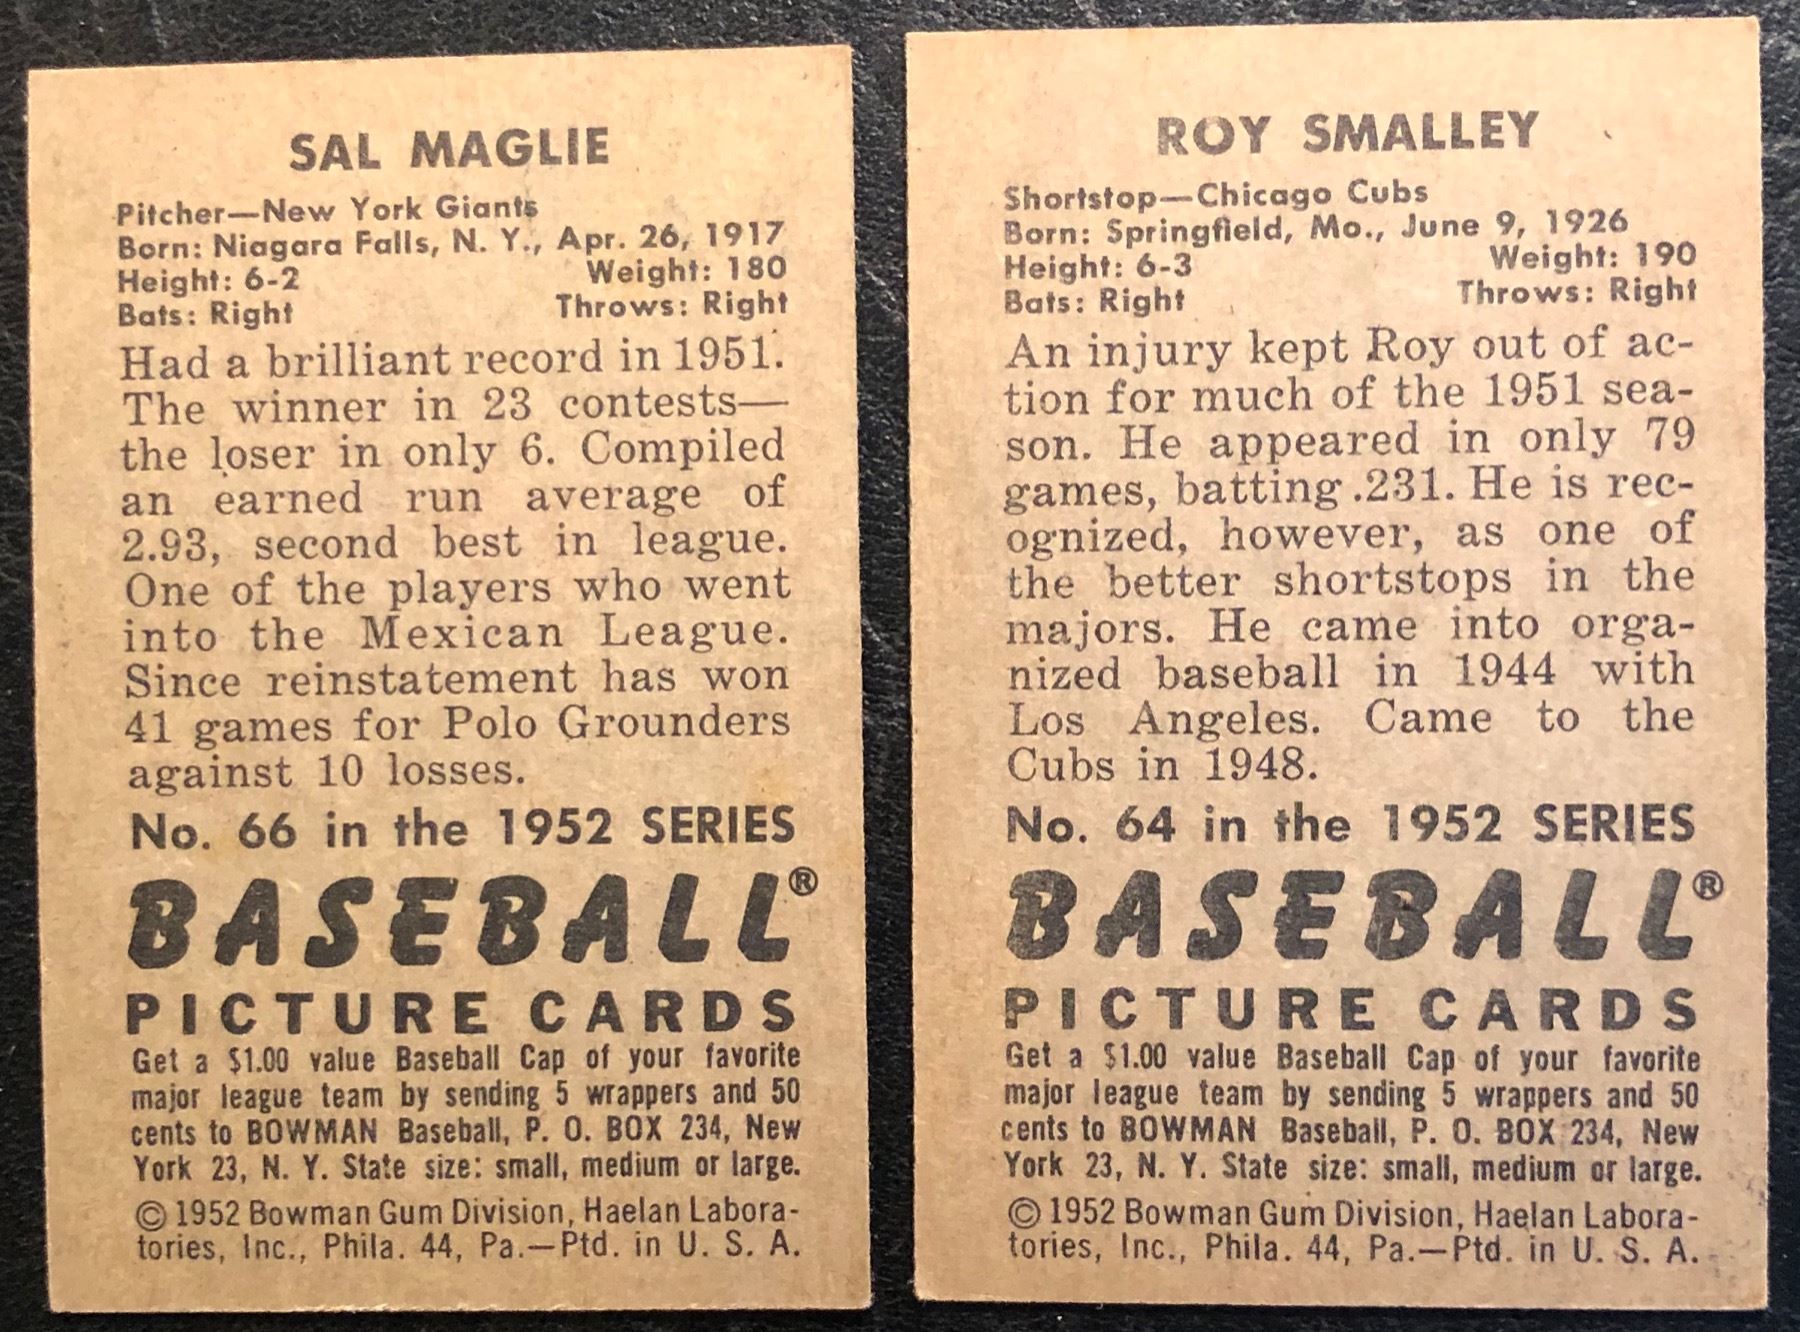 SAL MAGLIE
Pitcher—New York Giants
Born: Niagara Falls, N. Y., Apr. 26, 1917
Height: 6-2 Weight: 180
Bats: Right Throws: Right
Had a brilliant record in 1951.
The winner in 23 contests—
the loser in only 6. Compiled
an earned run average of
2.93, second best in league.
One of the players who went
into the Mexican League.
Since reinstatement has won
41 games for Polo Grounders
against 10 losses.
No. 66 in the 1952 SERIES
BASEBALL®
PICTURE CARDS
Get a $1.00 value Baseball Cap of your favorite
major league team by sending 5 wrappers and 50
cents to BOWMAN Baseball, P. O. BOX 234, New
York 23, N. Y. State size: small, medium or large.
© 1952 Bowman Gum Division, Haelan Labora-
tories, Inc., Phila. 44, Pa.—Ptd. in U. S. A.
ROY SMALLEY
Shortstop—Chicago Cubs
Born: Springfield, Mo., June 9, 1926
Height: 6-3 Weight: 190
Bats: Right Throws: Right
An injury kept Roy out of ac-
tion for much of the 1951 sea-
son. He appeared in only 79
games, batting .231. He is rec-
ognized, however, as one of
the better shortstops in the
majors. He came into orga-
nized baseball in 1944 with
Los Angeles. Came to the
Cubs in 1948.
No. 64 in the 1952 SERIES
BASEBALL®
PICTURE CARDS
Get a $1.00 value Baseball Cap of your favorite
major league team by sending 5 wrappers and 50
cents to BOWMAN Baseball, P. O. BOX 234, New
York 23, N. Y. State size: small, medium or large.
© 1952 Bowman Gum Division, Haelan Labora-
tories, Inc., Phila. 44, Pa.—Ptd. in U. S. A.